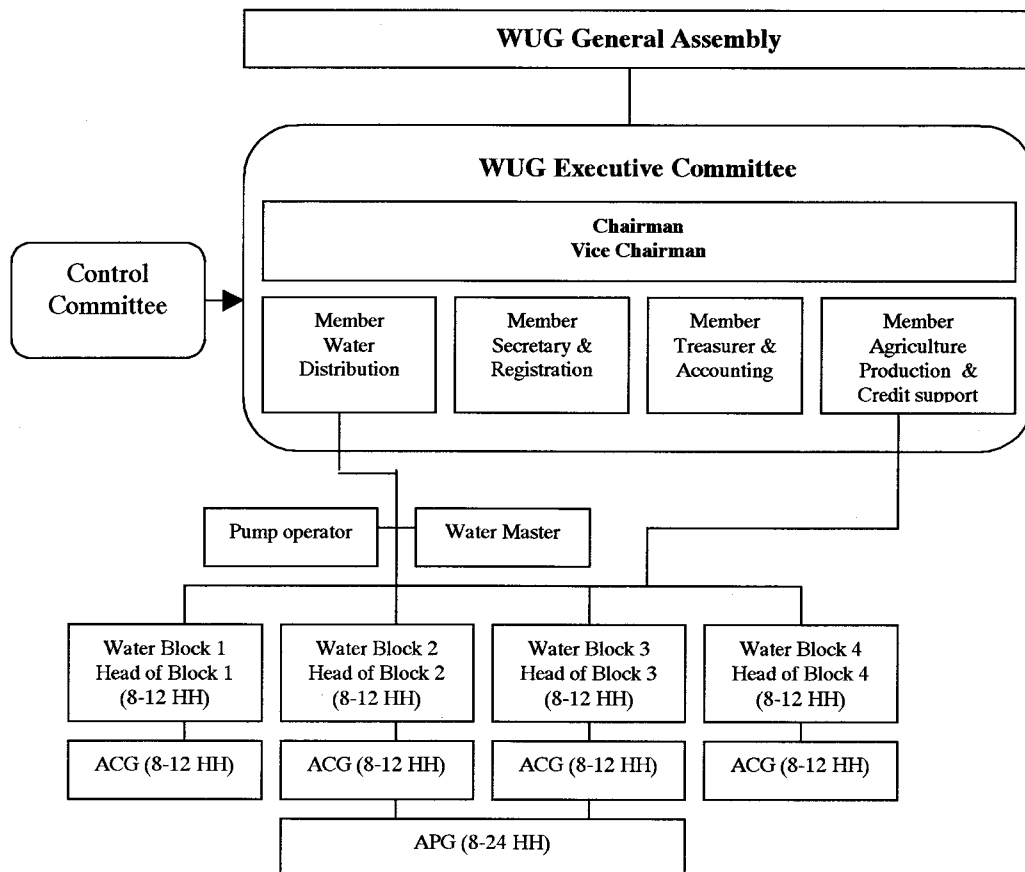 WUG General Assembly
WUG Executive Committee
Chairman
Vice Chairman
Control
Committee
Member
Water
Distribution
Member
Secretary &
Registration
Member
Treasurer &
Accounting
Member
Agriculture
Production &
Credit support
Pump operator
Water Master
Water Block 1
Head of Block 1
(8-12 HH)
Water Block 2
Head of Block 2
(8-12 HH)
Water Block 3
Head of Block 3
(8-12 HH)
Water Block 4
Head of Block 4
(8-12 HH)
ACG (8-12 HH)
ACG (8-12 HH)
ACG (8-12 HH)
ACG (8-12 HH)
APG (8-24 HH)